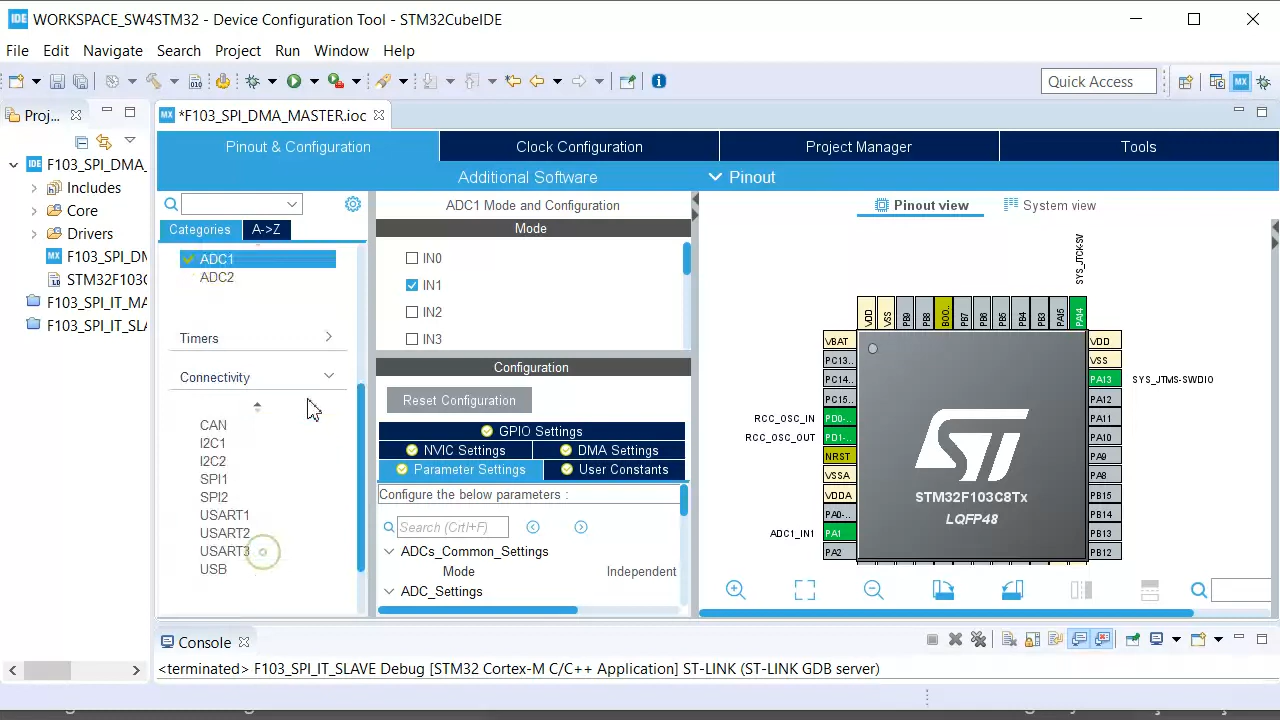 WORKSPACE_SW4STM32 - Device Configuration Tool - STM32CubeIDE
File Edit Navigate Search Project Run Window Help
Quick Access
Proj...
*F103_SPI_DMA_MASTER.ioc
F103_SPI_DMA_
Includes
Core
Drivers
F103_SPI_DM
STM32F103C
F103_SPI_IT_MA
F103_SPI_IT_SLA
Pinout & Configuration
Clock Configuration
Project Manager
Tools
Additional Software
Pinout
Categories
A->Z
ADC1
ADC2
Timers
Connectivity
CAN
I2C1
I2C2
SPI1
SPI2
USART1
USART2
USART3
USB
ADC1 Mode and Configuration
Mode
IN0
IN1
IN2
IN3
Configuration
Reset Configuration
GPIO Settings
NVIC Settings
DMA Settings
Parameter Settings
User Constants
Configure the below parameters :
Search (Crtl+F)
ADCs_Common_Settings
Mode Independent
ADC_Settings
Pinout view
System view
SYS_JTCK-SW
VDD
VSS
PB9
PB8
BOO..
PB7
PB6
PB5
PB4
PB3
PA15
PA14
VBAT
PC13..
PC14..
PC15..
RCC_OSC_IN PD0-..
RCC_OSC_OUT PD1-..
NRST
VSSA
VDDA
PA0-..
ADC1_IN1 PA1
PA2
STM32F103C8Tx
LQFP48
VDD
VSS
PA13 SYS_JTMS-SWDIO
PA12
PA11
PA10
PA9
PA8
PB15
PB14
PB13
PB12
Console
<terminated> F103_SPI_IT_SLAVE Debug [STM32 Cortex-M C/C++ Application] ST-LINK (ST-LINK GDB server)